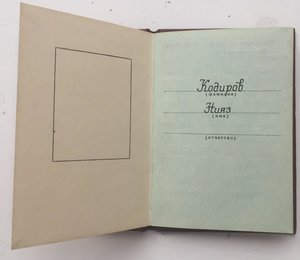 Кодиров
(фамилия)
Нияз
(имя)
(отчество)